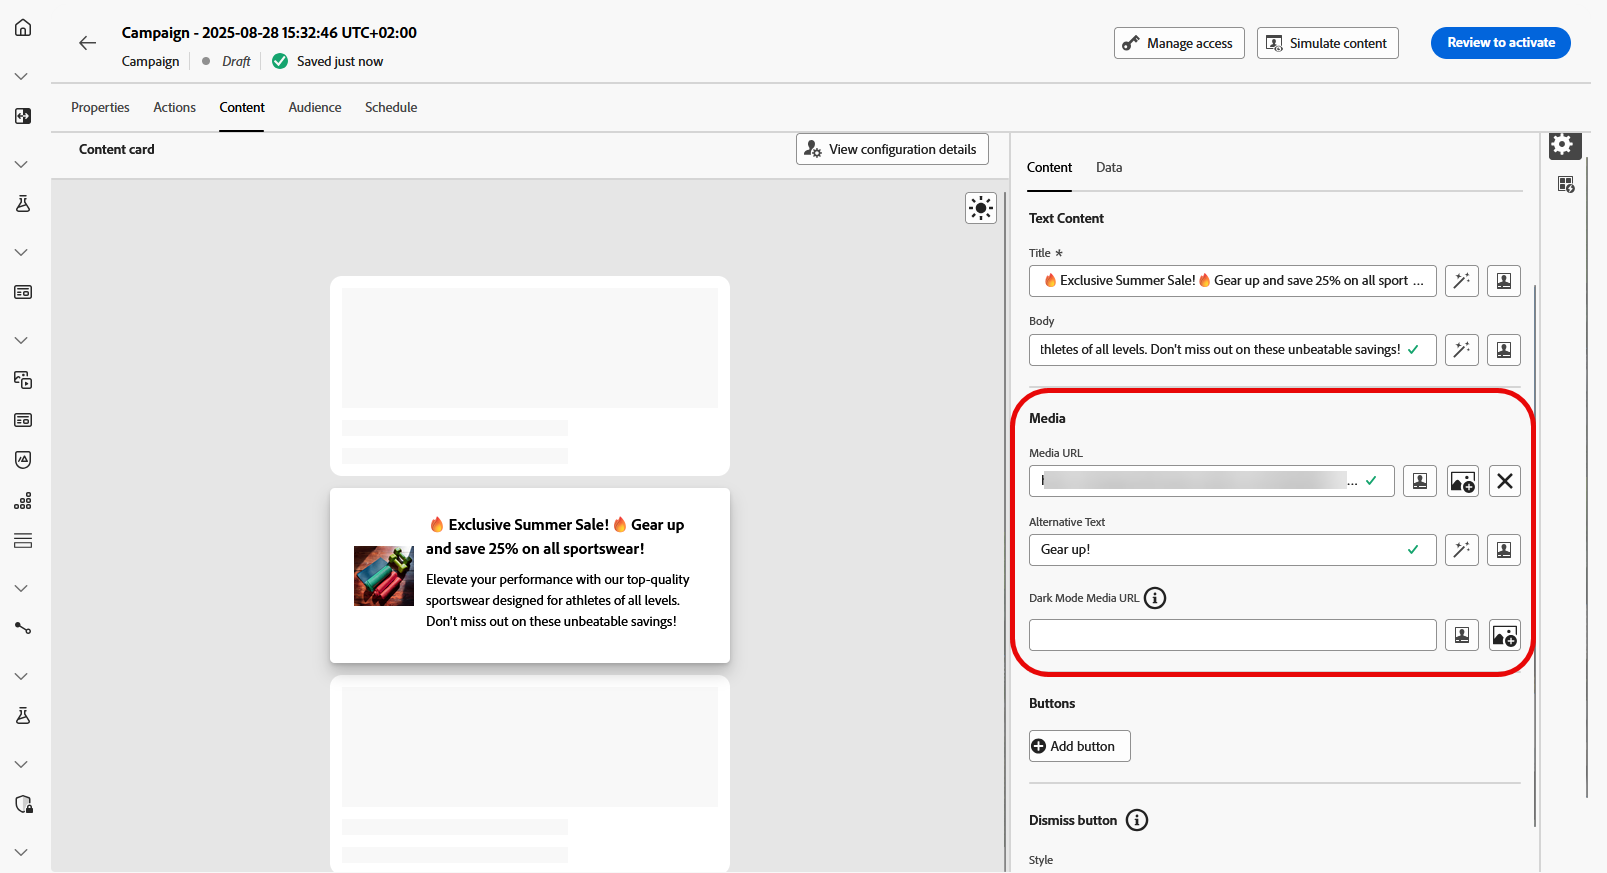 Campaign - 2025-08-28 15:32:46 UTC+02:00
Campaign
Draft
Saved just now
Manage access
Simulate content
Review to activate
Properties
Actions
Content
Audience
Schedule
Content card
View configuration details
🔥 Exclusive Summer Sale! 🔥 Gear up
and save 25% on all sportswear!
Elevate your performance with our top-quality
sportswear designed for athletes of all levels.
Don't miss out on these unbeatable savings!
Content
Data
Text Content
Title *
🔥 Exclusive Summer Sale! 🔥 Gear up and save 25% on all sport ...
Body
thletes of all levels. Don't miss out on these unbeatable savings!
Media
Media URL
...
Alternative Text
Gear up!
Dark Mode Media URL
Buttons
Add button
Dismiss button
Style